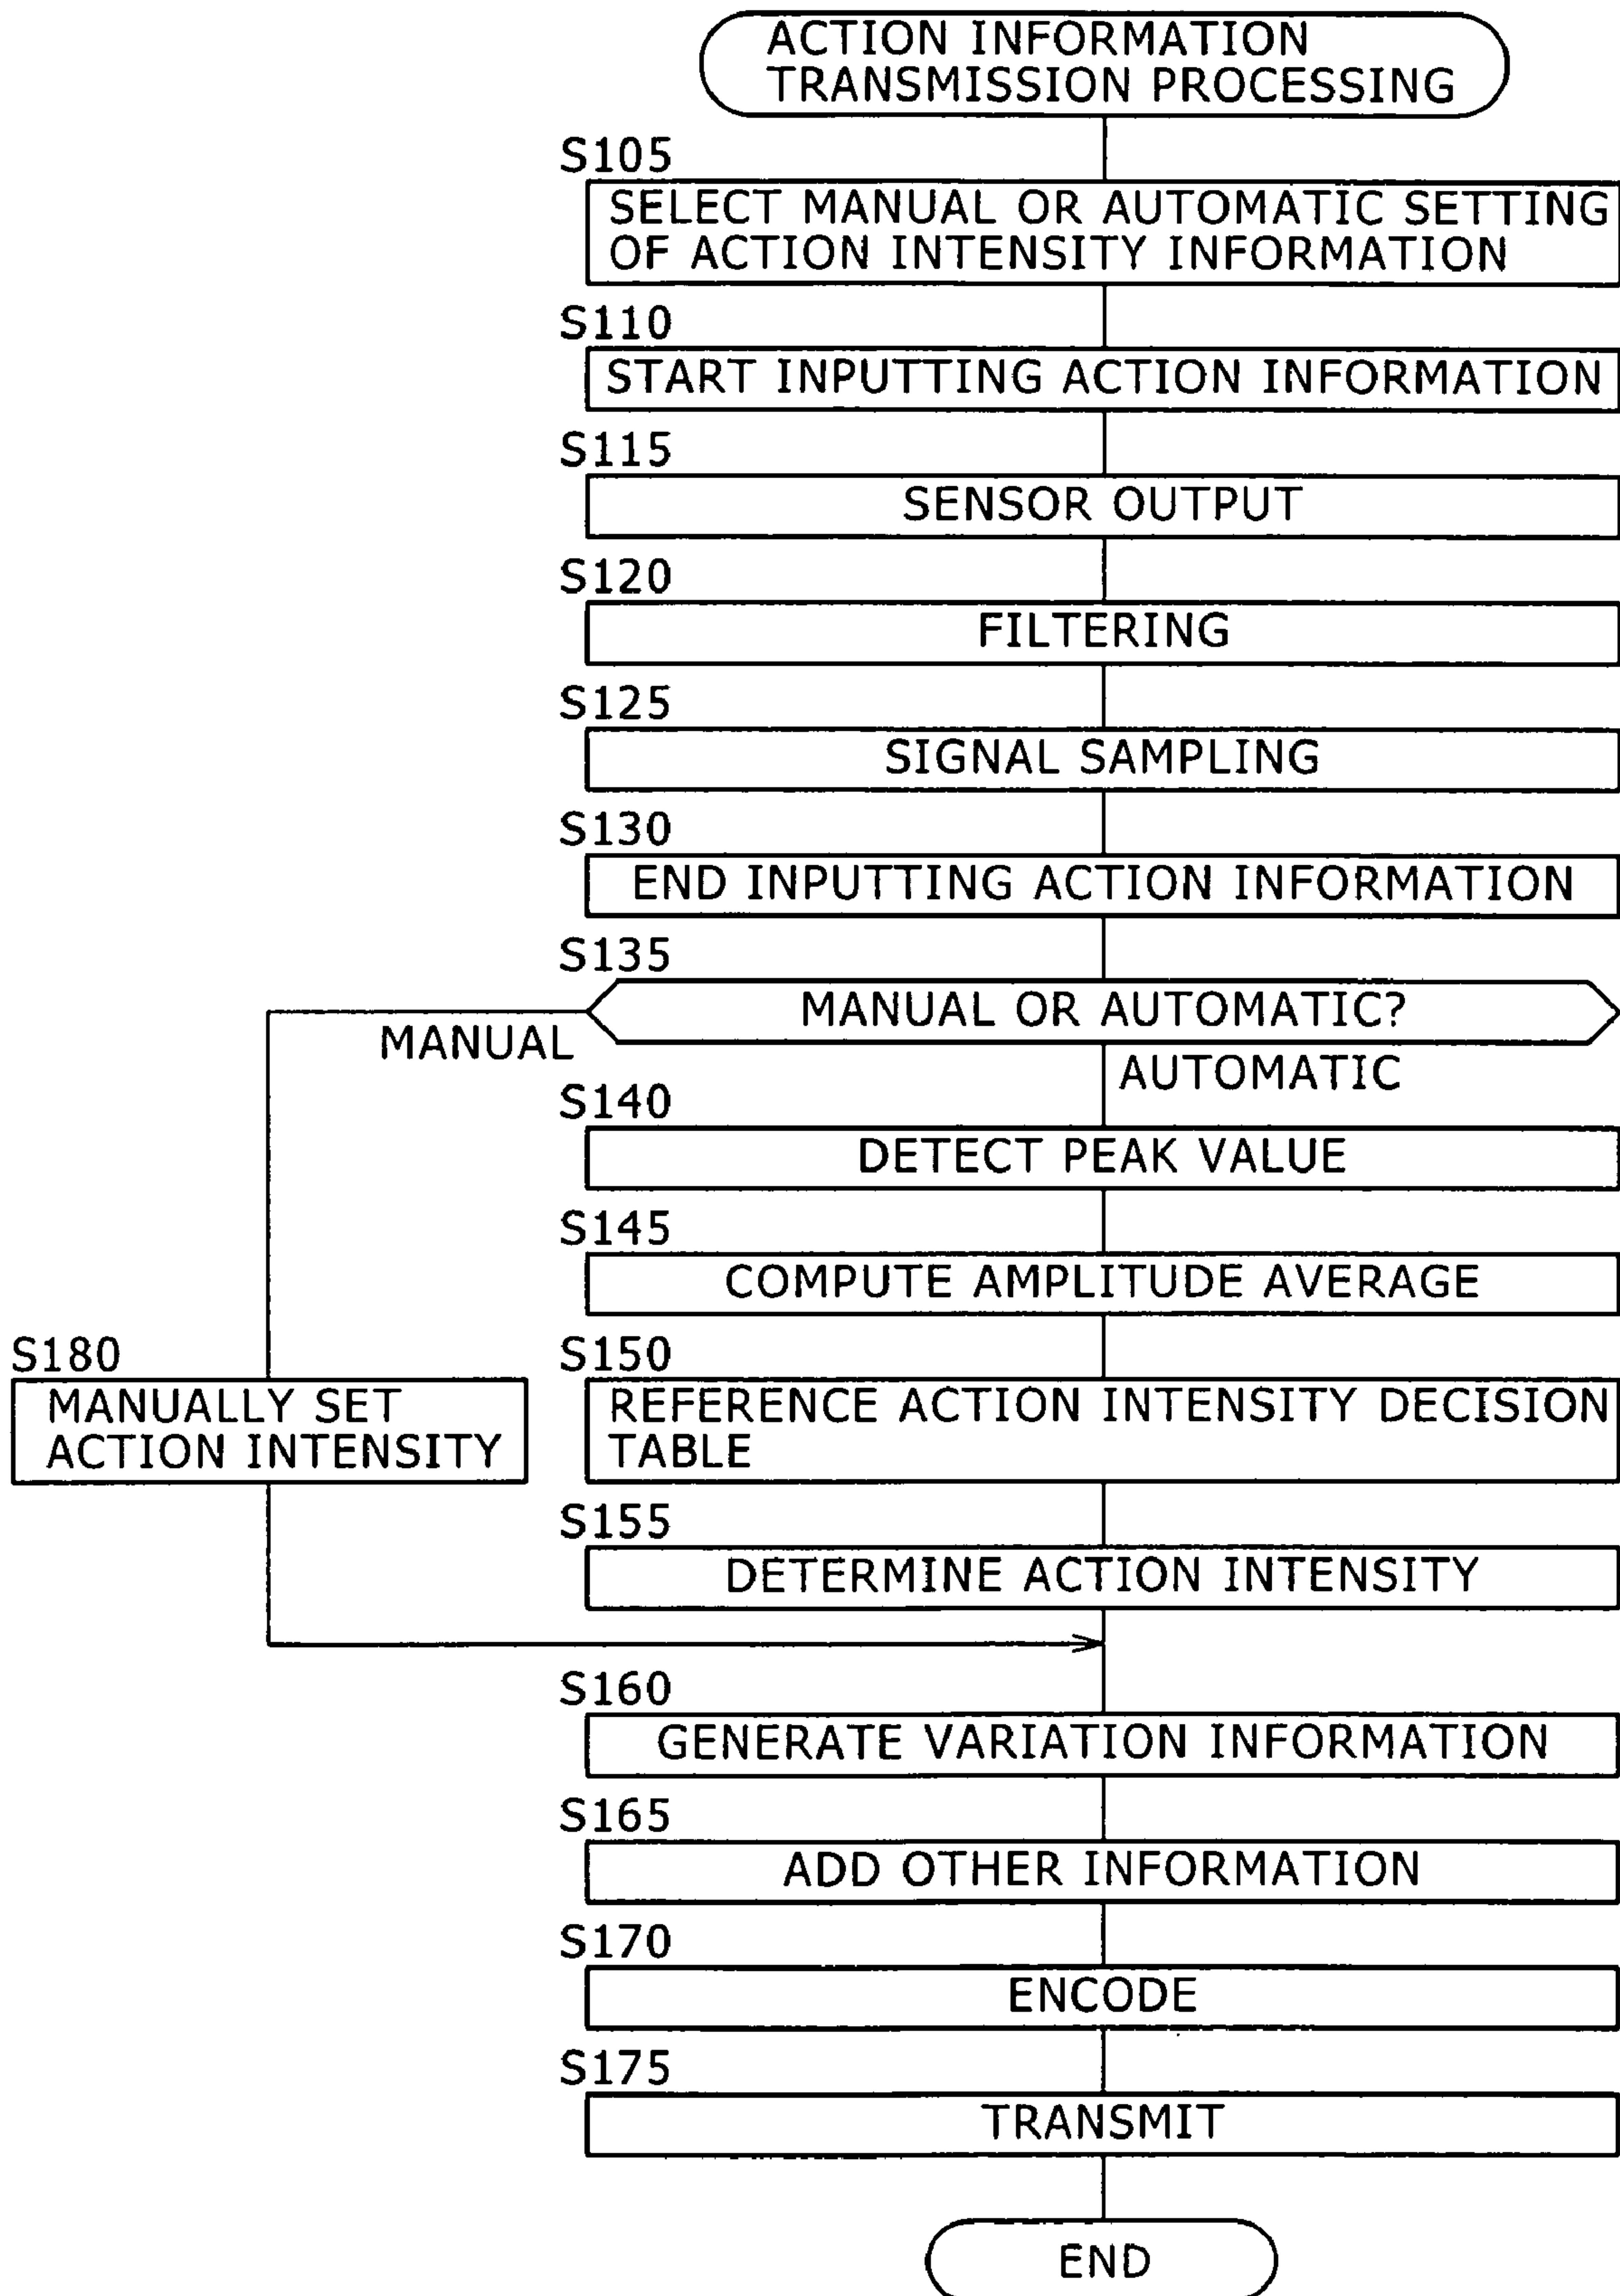 ACTION INFORMATION
TRANSMISSION PROCESSING
S105
SELECT MANUAL OR AUTOMATIC SETTING
OF ACTION INTENSITY INFORMATION
S110
START INPUTTING ACTION INFORMATION
S115
SENSOR OUTPUT
S120
FILTERING
S125
SIGNAL SAMPLING
S130
END INPUTTING ACTION INFORMATION
S135
MANUAL OR AUTOMATIC?
MANUAL
AUTOMATIC
S140
DETECT PEAK VALUE
S145
COMPUTE AMPLITUDE AVERAGE
S180
MANUALLY SET
ACTION INTENSITY
S150
REFERENCE ACTION INTENSITY DECISION
TABLE
S155
DETERMINE ACTION INTENSITY
S160
GENERATE VARIATION INFORMATION
S165
ADD OTHER INFORMATION
S170
ENCODE
S175
TRANSMIT
END